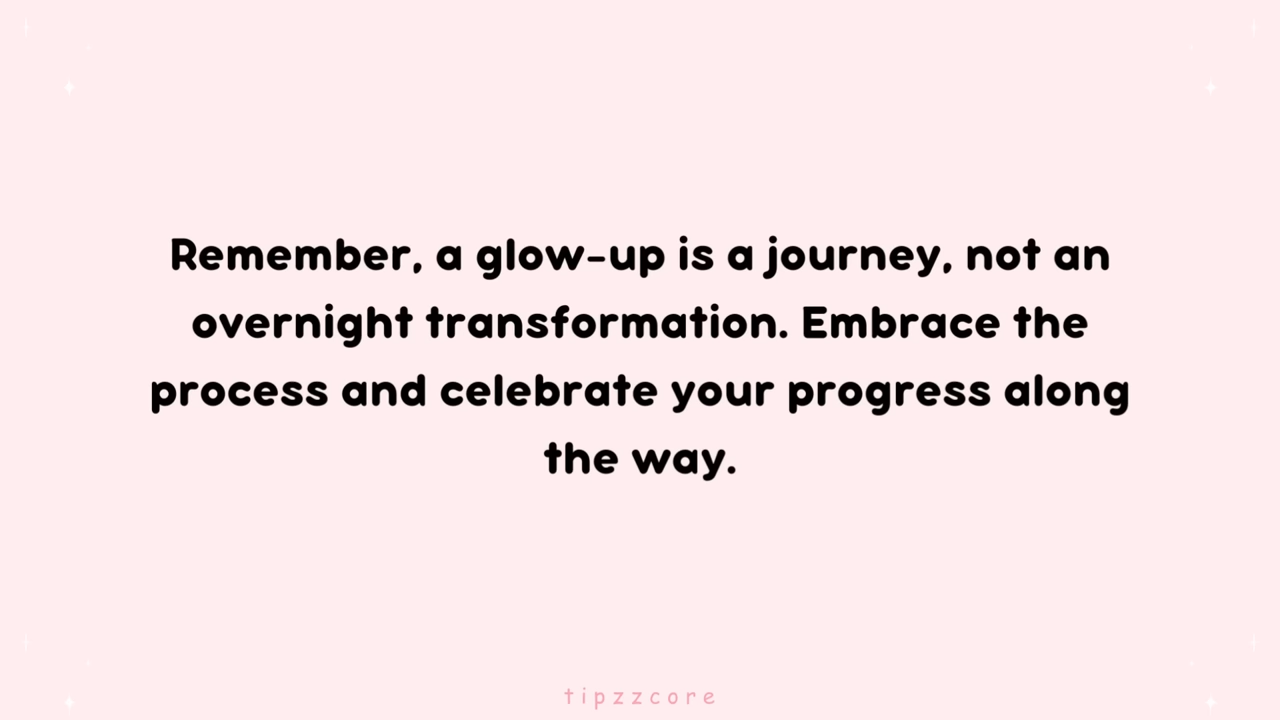 Remember, a glow-up is a journey, not an
overnight transformation. Embrace the
process and celebrate your progress along
the way.
tipzzcore